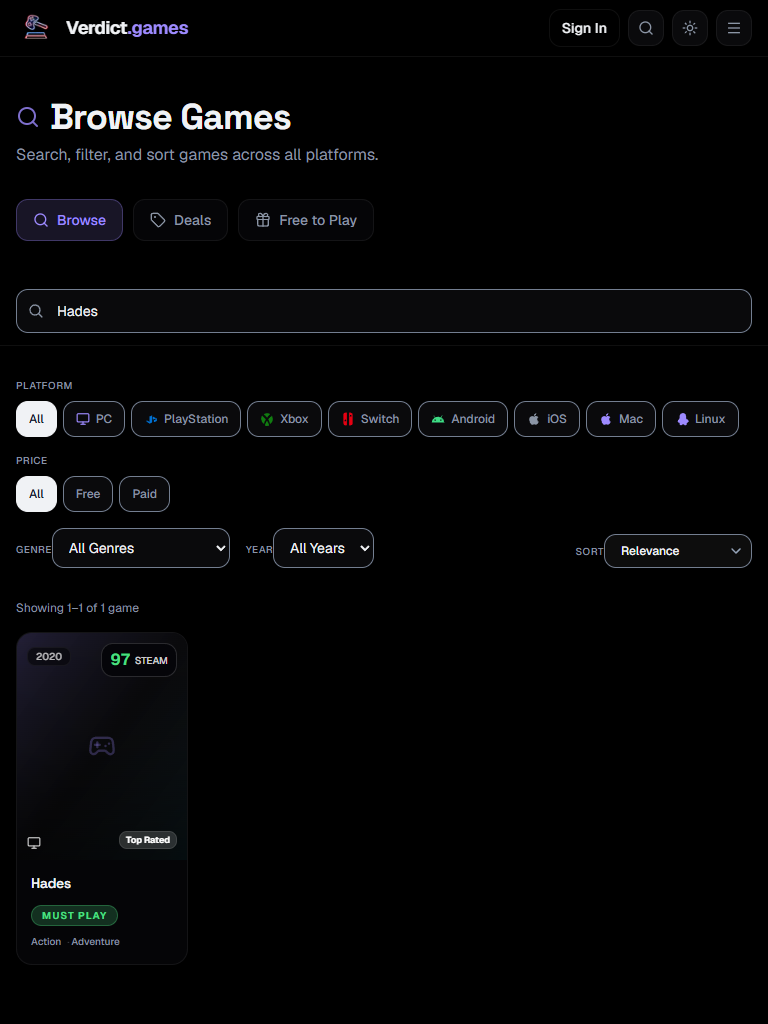 Verdict.games
Sign In
Browse Games
Search, filter, and sort games across all platforms.
Browse
Deals
Free to Play
Hades
PLATFORM
All
PC
PlayStation
Xbox
Switch
Android
iOS
Mac
Linux
PRICE
All
Free
Paid
GENRE
All Genres
YEAR
All Years
SORT
Relevance
Showing 1–1 of 1 game
2020
97 STEAM
Top Rated
Hades
MUST PLAY
Action · Adventure